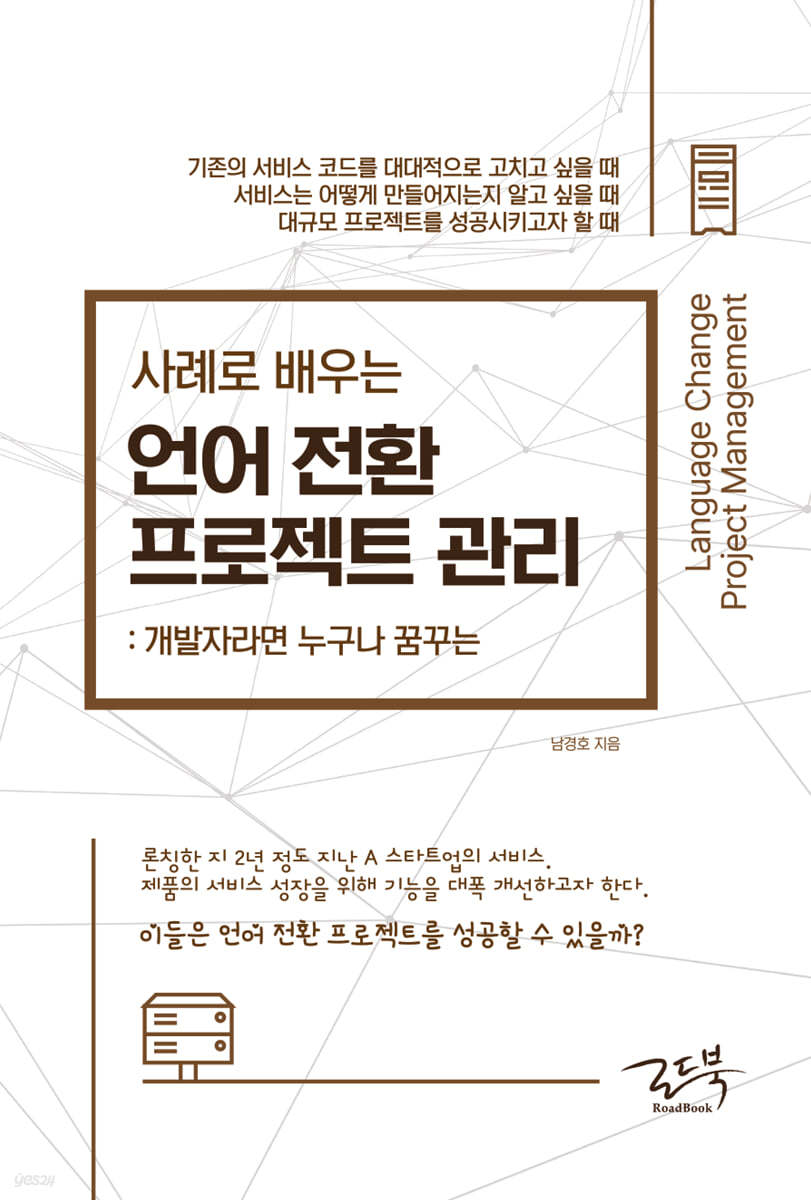 기존의 서비스 코드를 대대적으로 고치고 싶을 때
서비스는 어떻게 만들어지는지 알고 싶을 때
대규모 프로젝트를 성공시키고자 할 때
Language Change
Project Management
사례로 배우는
언어 전환
프로젝트 관리
: 개발자라면 누구나 꿈꾸는
남경호 지음
론칭한 지 2년 정도 지난 A 스타트업의 서비스.
제품의 서비스 성장을 위해 기능을 대폭 개선하고자 한다.
이들은 언어 전환 프로젝트를 성공할 수 있을까?
로드북
RoadBook
yes24